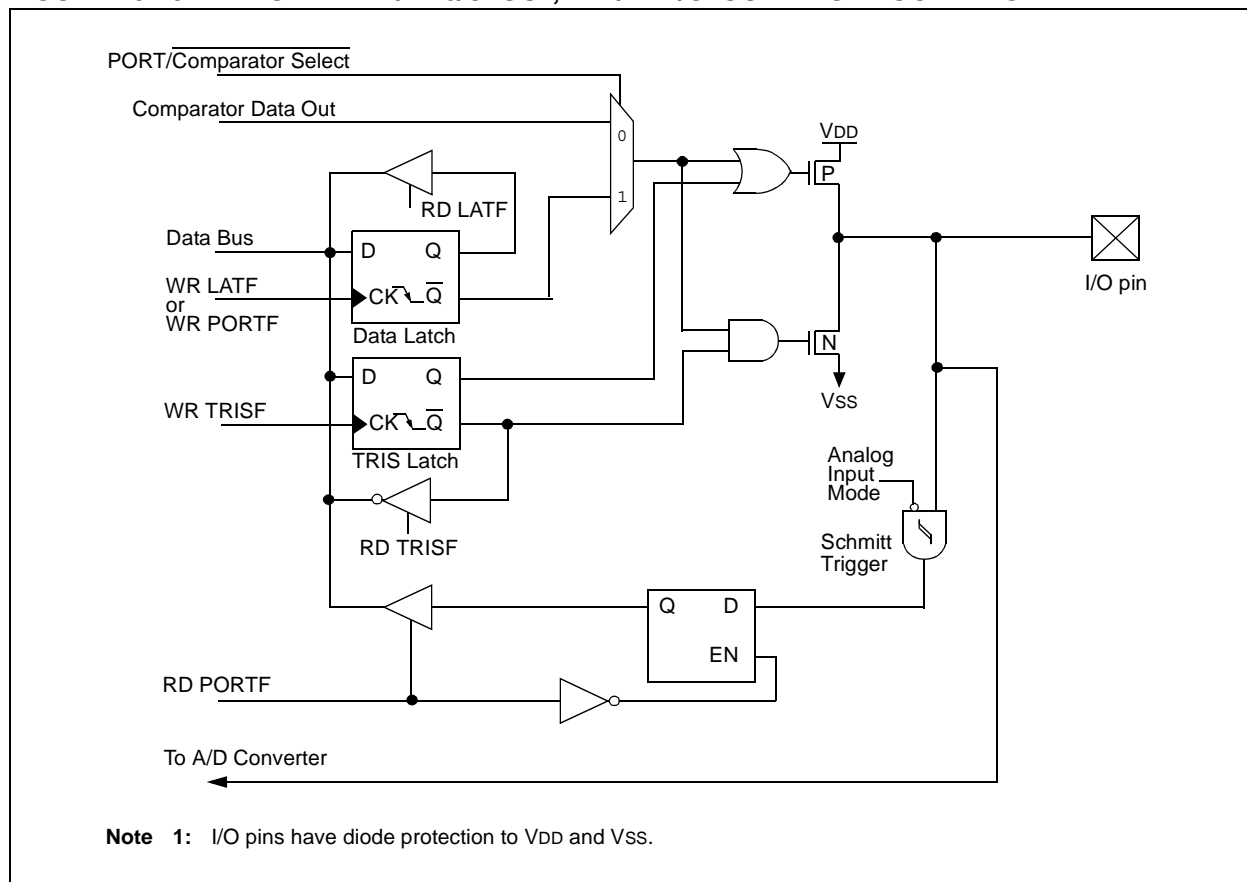 PORT/Comparator Select
Comparator Data Out
0
1
VDD
P
RD LATF
Data Bus
D Q
WR LATF
or
WR PORTF
CK Q
Data Latch
I/O pin
N
VSS
D Q
WR TRISF
CK Q
TRIS Latch
RD TRISF
Analog
Input
Mode
Schmitt
Trigger
Q D
EN
RD PORTF
To A/D Converter
Note 1: I/O pins have diode protection to VDD and VSS.